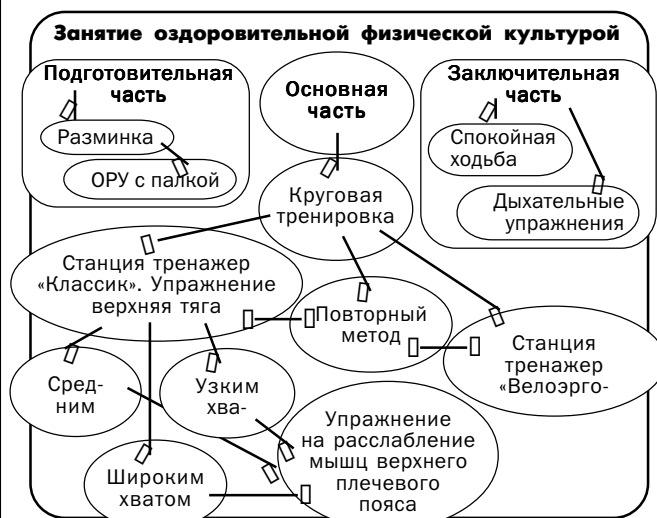 Занятие оздоровительной физической культурой
Подготовительная
часть
Разминка
ОРУ с палкой
Основная
часть
Заключительная
часть
Спокойная
ходьба
Дыхательные
упражнения
Круговая
тренировка
Станция тренажер
«Классик». Упражнение
верхняя тяга
Повторный
метод
Станция
тренажер
«Велоэрго-
Сред-
ним
Узким
хва-
Широким
хватом
Упражнение
на расслабление
мышц верхнего
плечевого
пояса